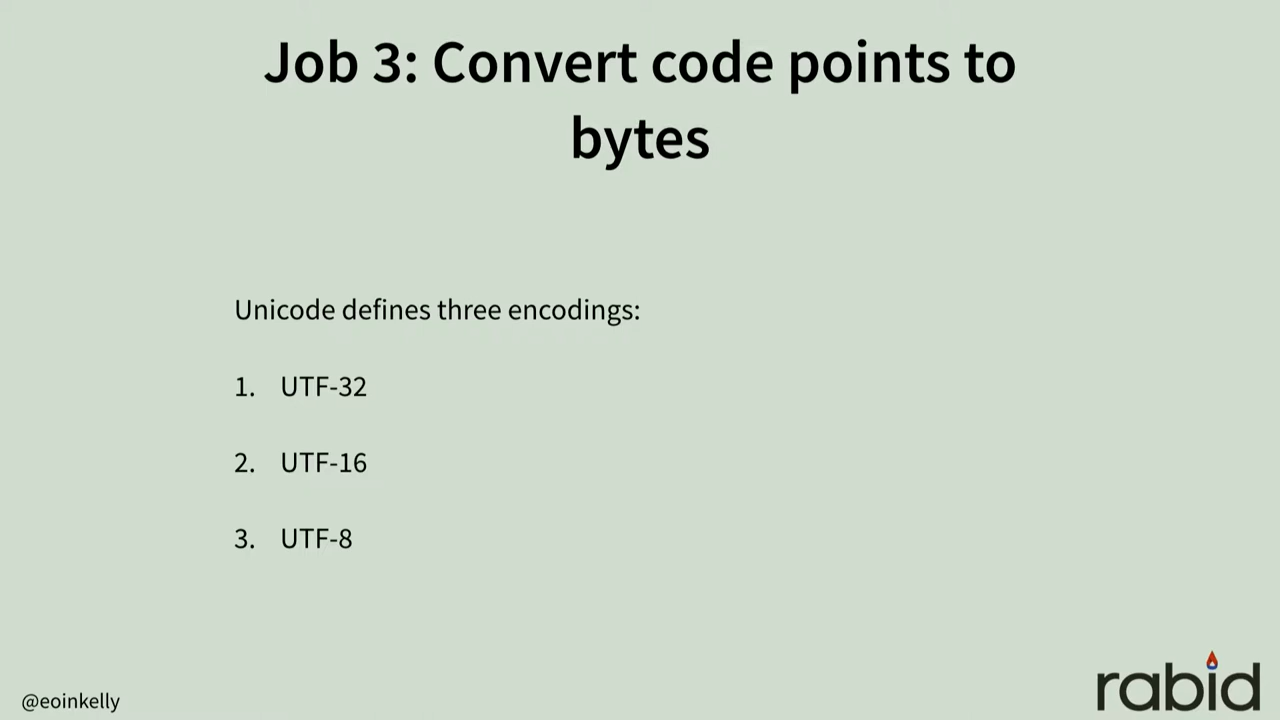 Job 3: Convert code points to
bytes
Unicode defines three encodings:
1. UTF-32
2. UTF-16
3. UTF-8
@eoinkelly
rabid